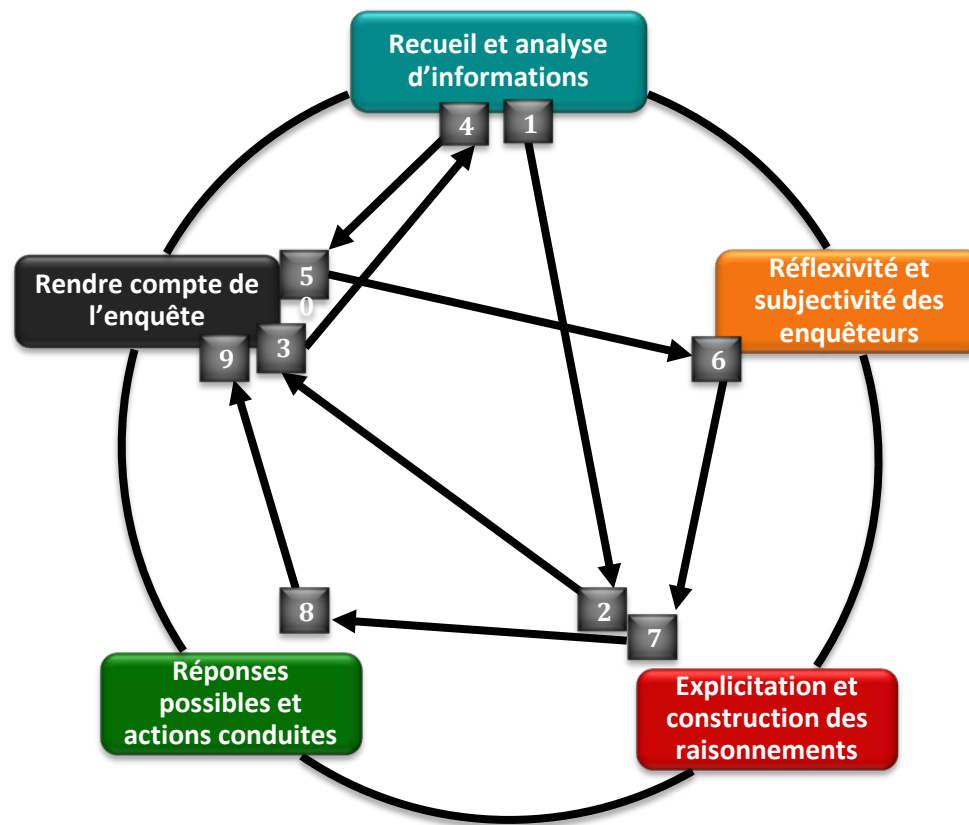 Recueil et analyse
d’informations
4
1
5
0
Rendre compte de
l’enquête
Réflexivité et
subjectivité des
enquêteurs
3
9
6
8
2
7
Réponses
possibles et
actions conduites
Explicitation et
construction des
raisonnements